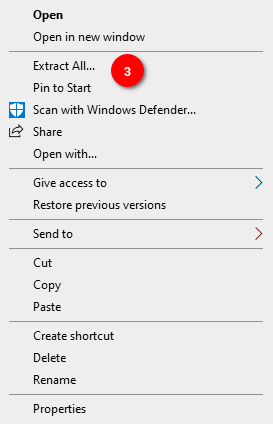 Open
Open in new window
Extract All...
3
Pin to Start
Scan with Windows Defender...
Share
Open with...
Give access to
Restore previous versions
Send to
Cut
Copy
Paste
Create shortcut
Delete
Rename
Properties